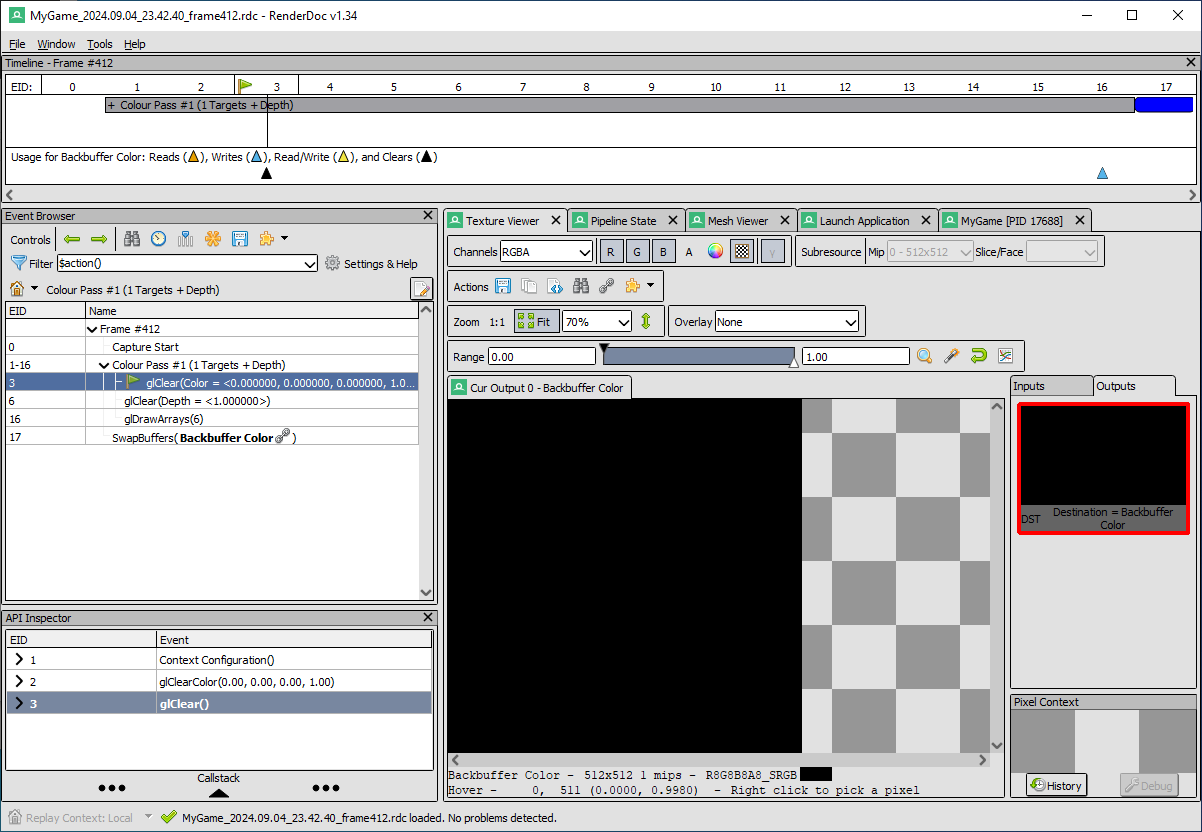 MyGame_2024.09.04_23.42.40_frame412.rdc - RenderDoc v1.34
File Window Tools Help
Timeline - Frame #412
EID: 0 1 2 3 4 5 6 7 8 9 10 11 12 13 14 15 16 17
+ Colour Pass #1 (1 Targets + Depth)
Usage for Backbuffer Color: Reads ( ), Writes ( ), Read/Write ( ), and Clears ( )
Event Browser
Controls
Filter $action() Settings & Help
Colour Pass #1 (1 Targets + Depth)
EID Name
Frame #412
0 Capture Start
1-16 Colour Pass #1 (1 Targets + Depth)
3 glClear(Color = <0.000000, 0.000000, 0.000000, 1.0...
6 glClear(Depth = <1.000000>)
16 glDrawArrays(6)
17 SwapBuffers( Backbuffer Color )
API Inspector
EID Event
1 Context Configuration()
2 glClearColor(0.00, 0.00, 0.00, 1.00)
3 glClear()
Callstack
Texture Viewer Pipeline State Mesh Viewer Launch Application MyGame [PID 17688]
Channels RGBA R G B A γ Subresource Mip 0 - 512x512 Slice/Face
Actions
Zoom 1:1 Fit 70% Overlay None
Range 0.00 1.00
Cur Output 0 - Backbuffer Color
Inputs Outputs
DST Destination = Backbuffer
Color
Pixel Context
History Debug
Backbuffer Color - 512x512 1 mips - R8G8B8A8_SRGB
Hover - 0, 511 (0.0000, 0.9980) - Right click to pick a pixel
Replay Context: Local MyGame_2024.09.04_23.42.40_frame412.rdc loaded. No problems detected.